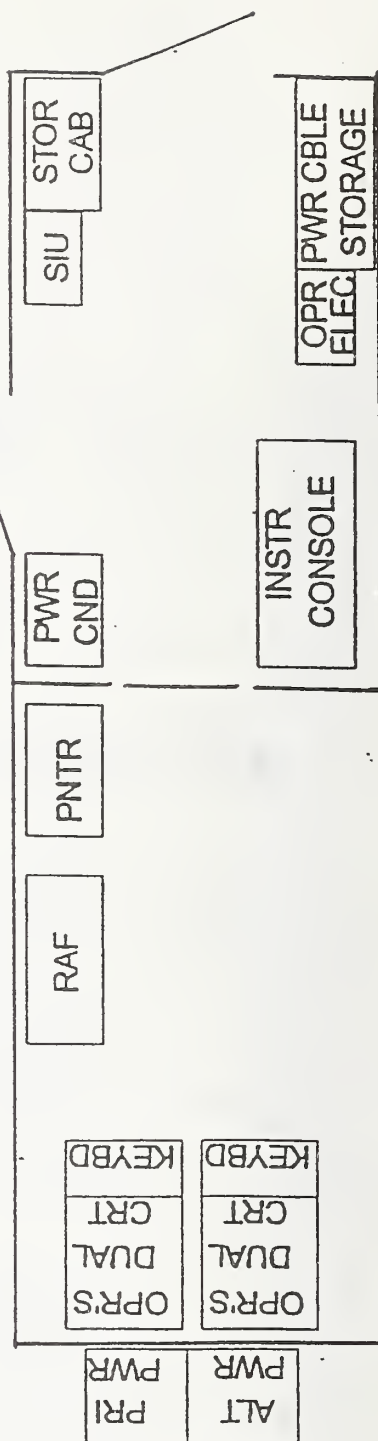 STOR
CAB
SIU
PWR CBLE
STORAGE
OPR
ELEC
PWR
CND
INSTR
CONSOLE
PNTR
RAF
OPR'S
DUAL
CRT
KEYBD
OPR'S
DUAL
CRT
KEYBD
PRI
PWR
ALT
PWR